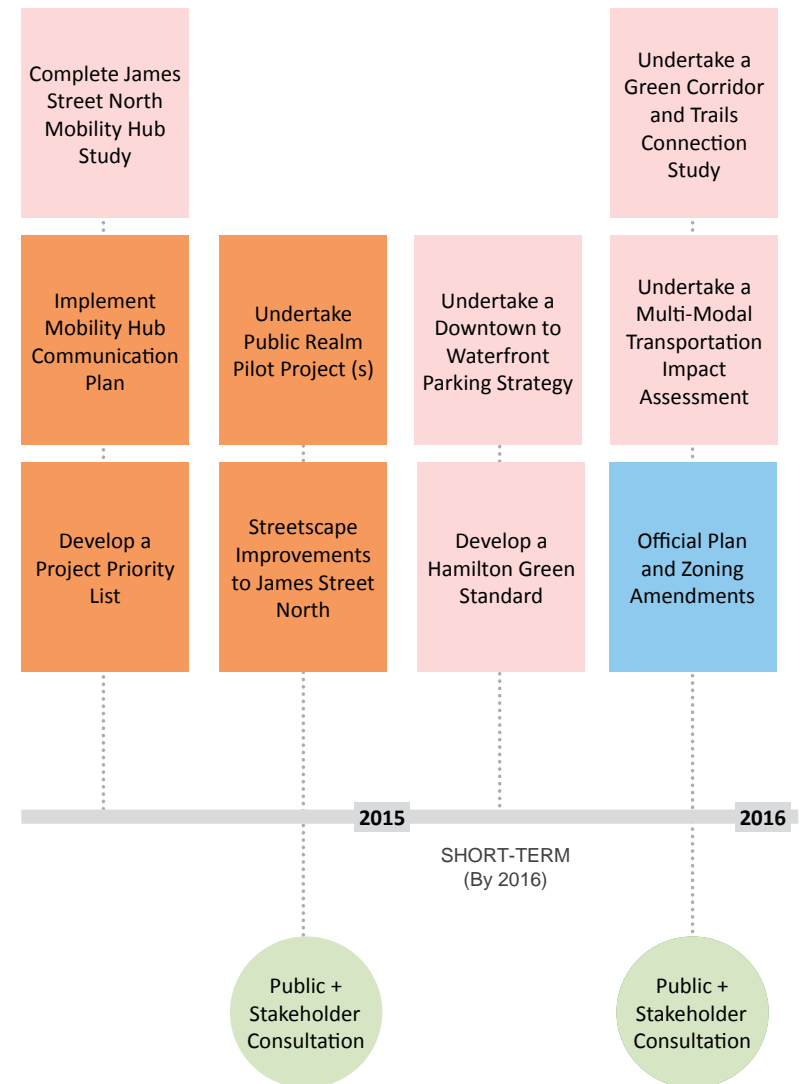 Complete James
Street North
Mobility Hub
Study
Undertake a
Green Corridor
and Trails
Connection
Study
Implement
Mobility Hub
Communication
Plan
Undertake
Public Realm
Pilot Project (s)
Undertake a
Downtown to
Waterfront
Parking Strategy
Undertake a
Multi-Modal
Transportation
Impact
Assessment
Develop a
Project Priority
List
Streetscape
Improvements
to James Street
North
Develop a
Hamilton Green
Standard
Official Plan
and Zoning
Amendments
2015
2016
SHORT-TERM
(By 2016)
Public +
Stakeholder
Consultation
Public +
Stakeholder
Consultation